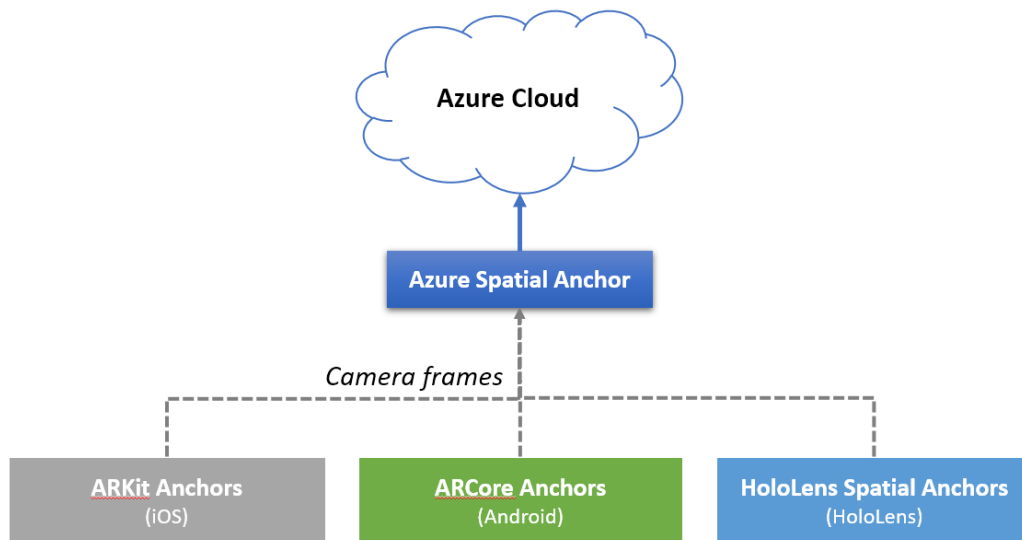 Azure Cloud
Azure Spatial Anchor
Camera frames
ARKit Anchors
(iOS)
ARCore Anchors
(Android)
HoloLens Spatial Anchors
(HoloLens)